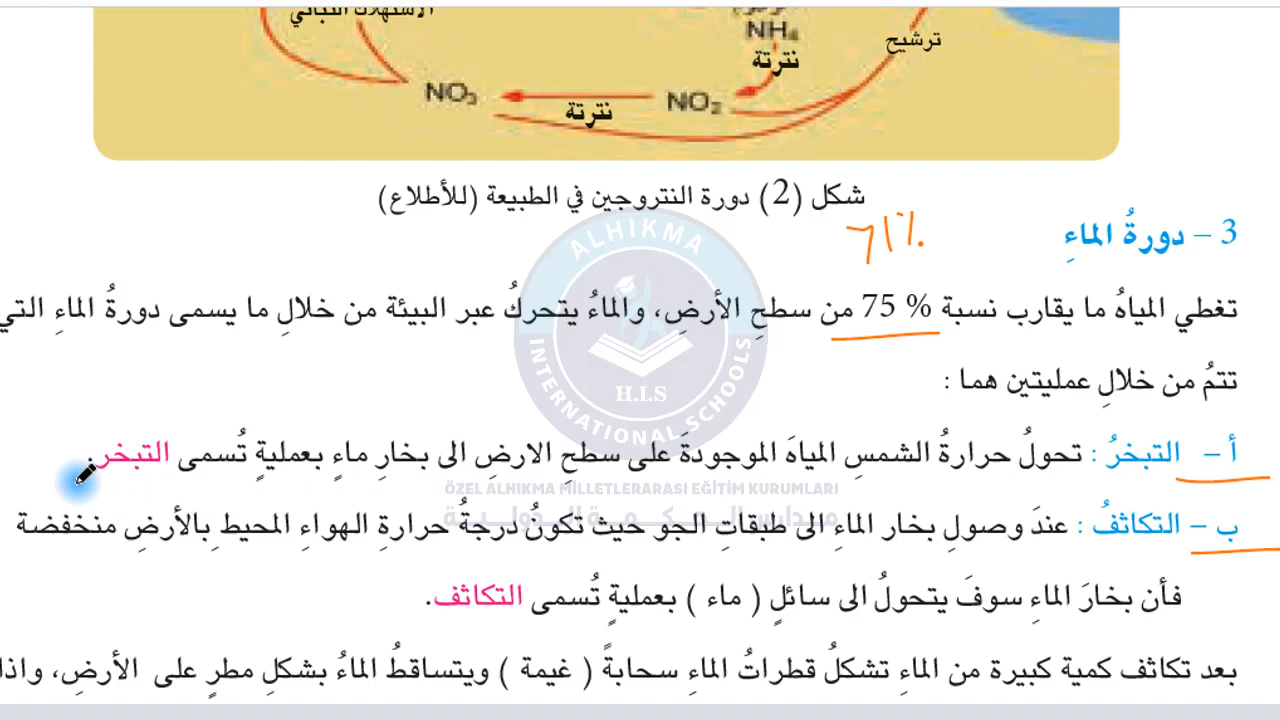 الاستهلاك النباتي
NH4
ترشيح
نترتة
NO3
NO2
نترتة
شكل (2) دورة النتروجين في الطبيعة (للأطلاع)
71%
3 – دورةُ الماءِ
تغطي المياهُ ما يقارب نسبة % 75 من سطحِ الأرضِ، والماءُ يتحركُ عبر البيئة من خلالِ ما يسمى دورةُ الماءِ التي
تتمُ من خلالِ عمليتين هما :
أ – التبخرُ : تحولُ حرارةُ الشمسِ المياهَ الموجودةَ على سطحِ الارضِ الى بخارِ ماءٍ بعمليةٍ تُسمى التبخر.
ب – التكاثفُ : عندَ وصولِ بخار الماءِ الى طبقاتِ الجو حيث تكونُ درجةُ حرارةِ الهواءِ المحيطِ بالأرضِ منخفضة
فأن بخارَ الماءِ سوفَ يتحولُ الى سائلٍ ( ماء ) بعمليةٍ تُسمى التكاثف.
بعد تكاثف كمية كبيرة من الماءِ تشكلُ قطراتُ الماءِ سحابةً ( غيمة ) ويتساقطُ الماءُ بشكلِ مطرٍ على الأرضِ، واذا
ALHIKMA
INTERNATIONAL SCHOOLS
H.I.S
ÖZEL ALHIKMA MİLLETLERARASI EĞİTİM KURUMLARI
مـدارس الـحـكـمـة الـدولـيـة